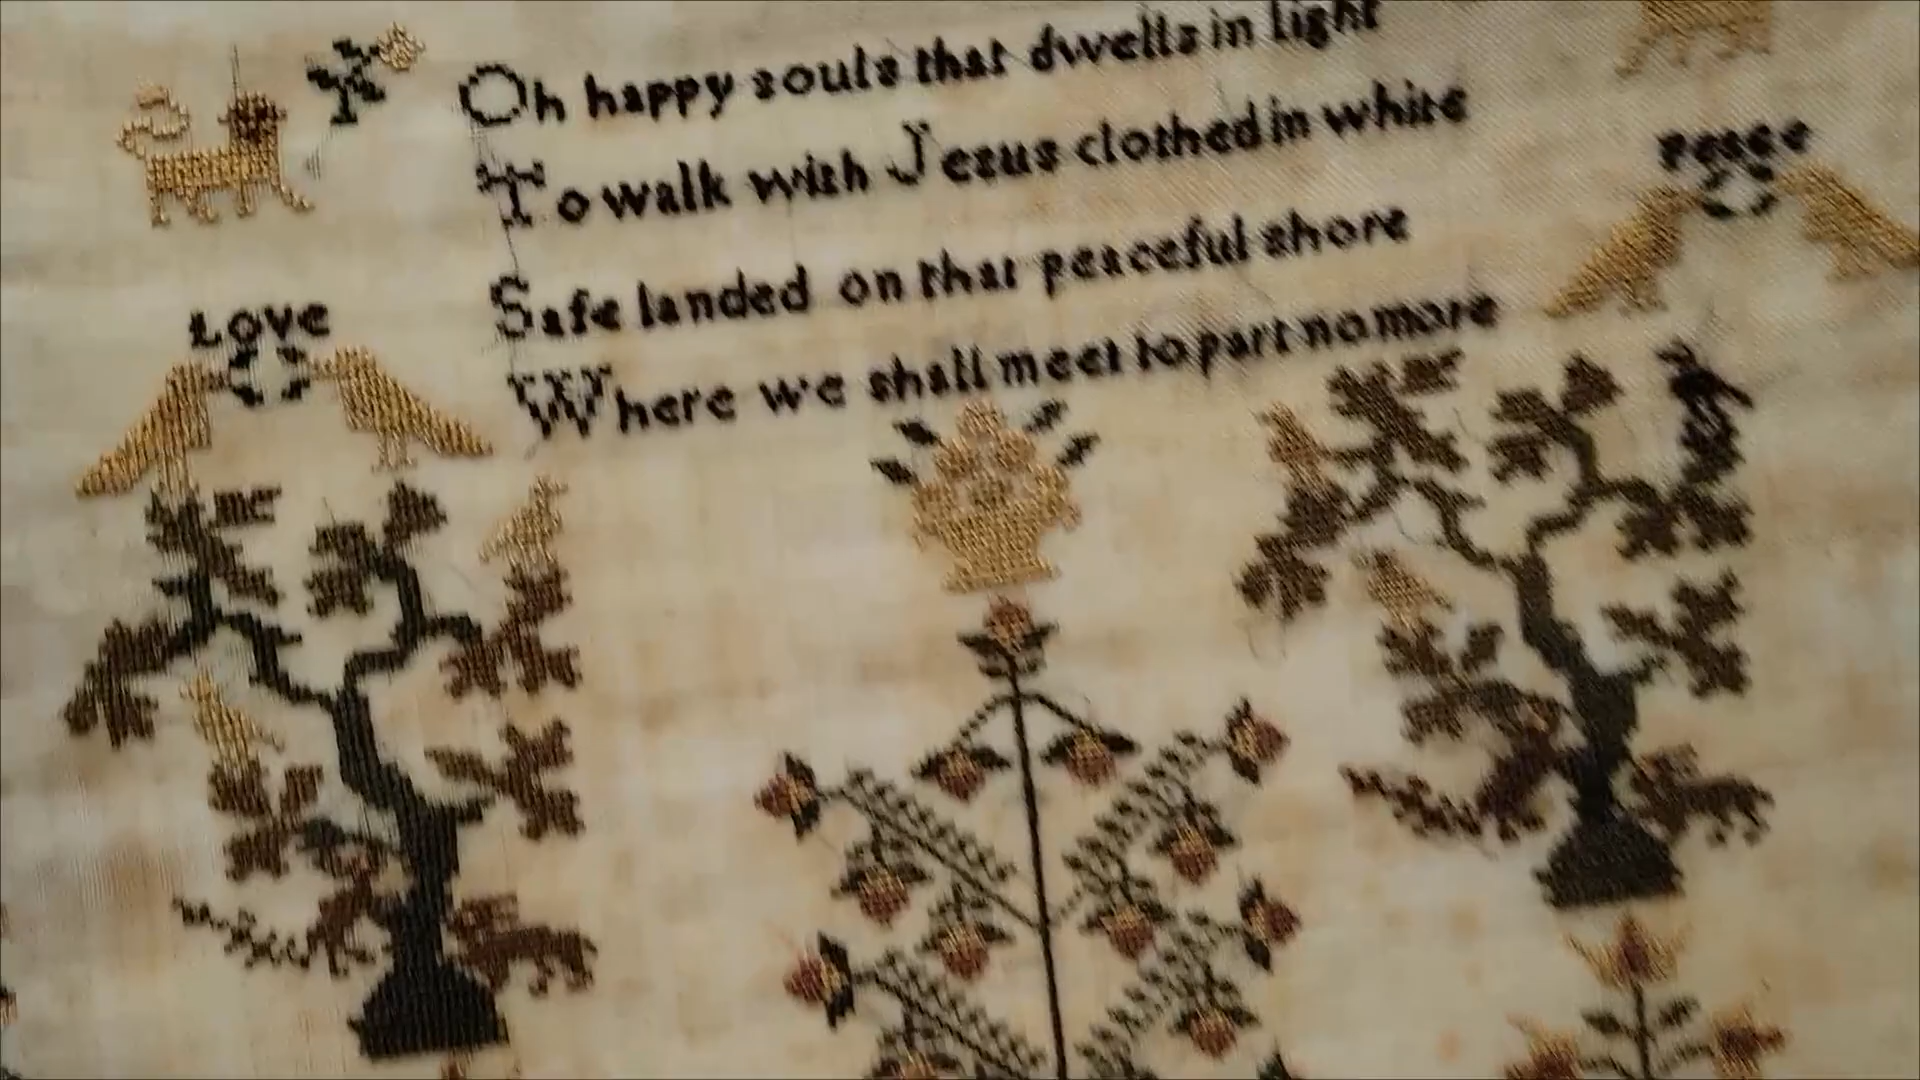 Oh happy souls that dwells in light
To walk with Jesus clothed in white
Safe landed on that peaceful shore
Where we shall meet to part no more
Love
Peace